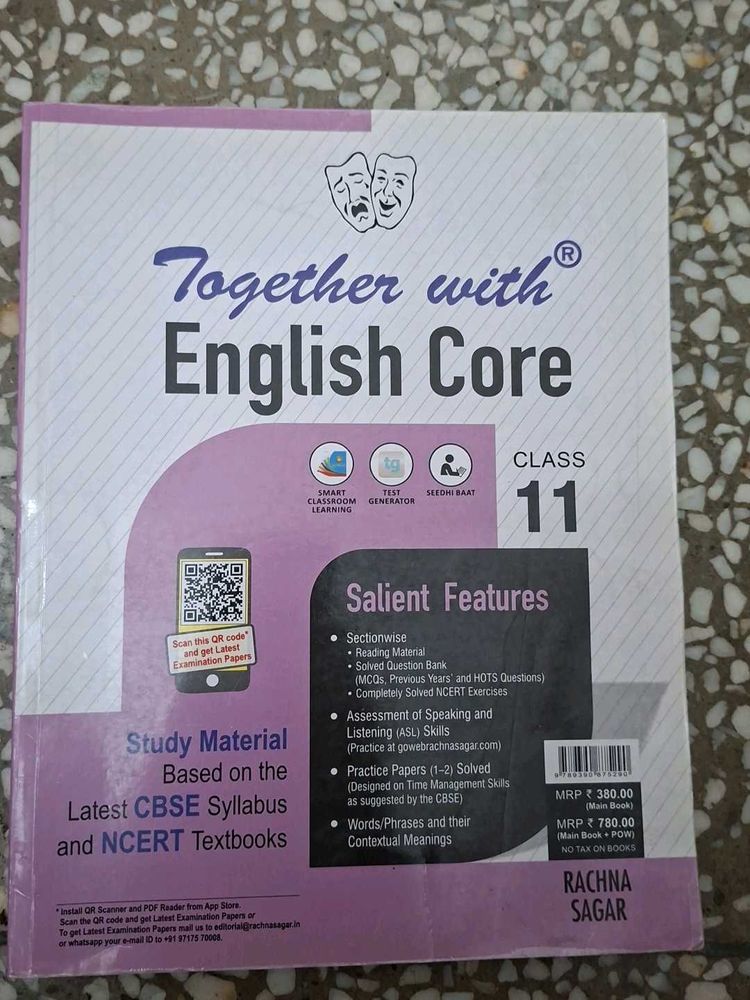 Together with®
English Core
SMART
CLASSROOM
LEARNING
tg
TEST
GENERATOR
SEEDHI BAAT
CLASS
11
Scan this QR code*
and get Latest
Examination Papers
Study Material
Based on the
Latest CBSE Syllabus
and NCERT Textbooks
Salient Features
• Sectionwise
• Reading Material
• Solved Question Bank
(MCQs, Previous Years' and HOTS Questions)
• Completely Solved NCERT Exercises
• Assessment of Speaking and
Listening (ASL) Skills
(Practice at gowebrachnasagar.com)
• Practice Papers (1–2) Solved
(Designed on Time Management Skills
as suggested by the CBSE)
• Words/Phrases and their
Contextual Meanings
9 789390 675290
MRP ₹ 380.00
(Main Book)
MRP ₹ 780.00
(Main Book + POW)
NO TAX ON BOOKS
RACHNA
SAGAR
* Install QR Scanner and PDF Reader from App Store.
Scan the QR code and get Latest Examination Papers or
To get Latest Examination Papers mail us to editorial@rachnasagar.in
or whatsapp your e-mail ID to +91 97175 70008.